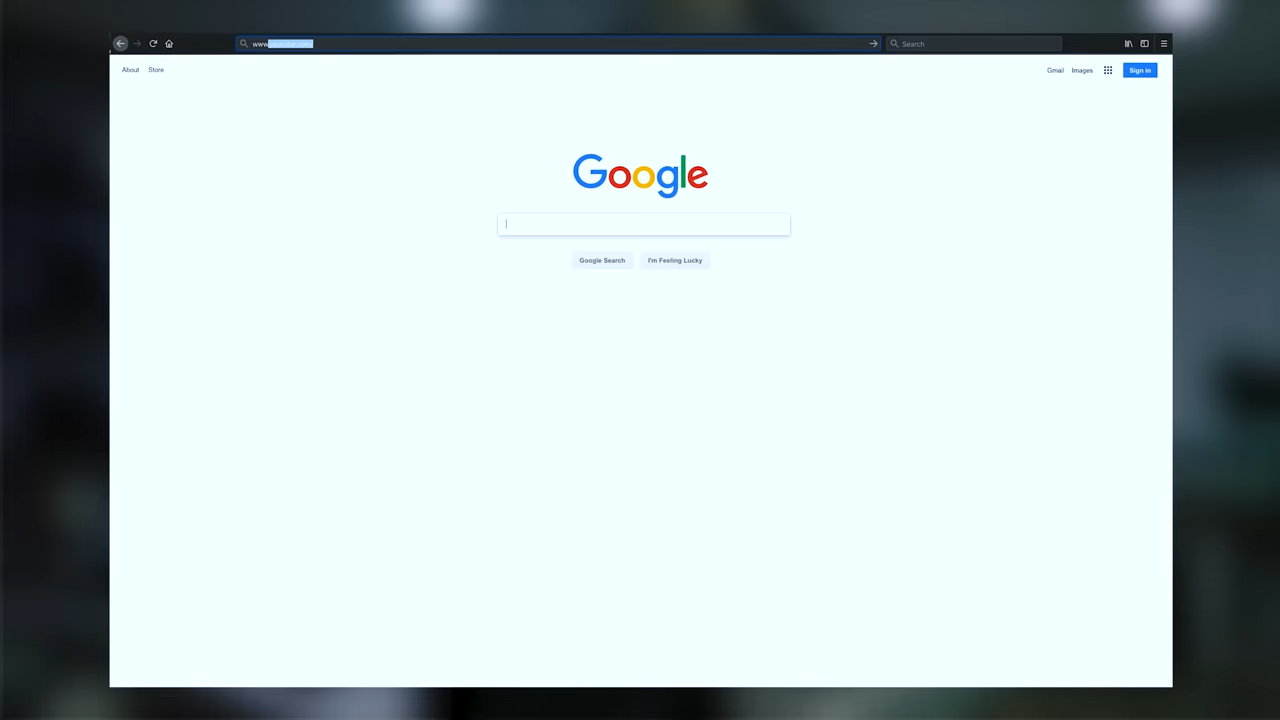 www.
Search
About Store
Gmail Images Sign in
Google
Google Search I'm Feeling Lucky